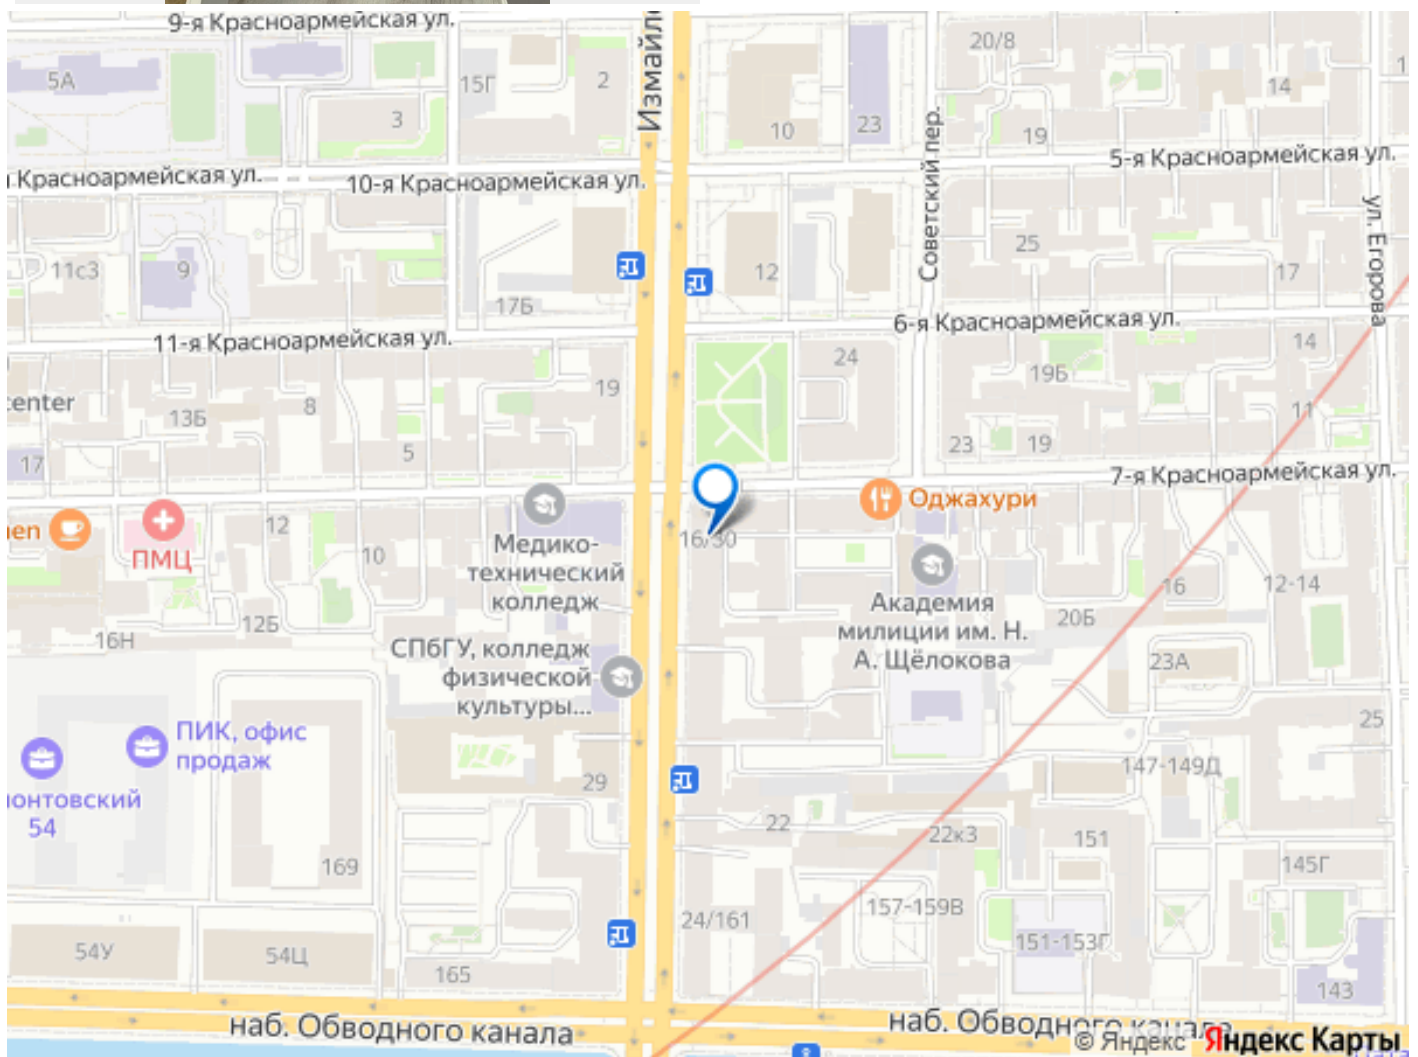 9-я Красноармейская ул.
Измайл
20/8
5А
15Г
2
14
3
10
23
19
Советский пер.
5-я Красноармейская ул.
Красноармейская ул.
10-я Красноармейская ул.
ул. Егорова
25
11с3
9
12
17
17Б
6-я Красноармейская ул.
11-я Красноармейская ул.
14
24
19Б
19
center
8
11
13Б
5
23
19
17
7-я Красноармейская ул.
Оджахури
12
16/30
ПМЦ
10
Медико-
технический
колледж
Академия
милиции им. Н.
А. Щёлокова
16
12-14
20Б
12Б
16Н
СПбГУ, колледж
физической
культуры...
23А
25
ПИК, офис
продаж
147-149Д
29
54
22
22к3
151
169
145Г
157-159В
24/161
151-153Г
54У
54Ц
165
143
наб. Обводного канала
наб. Обводного канала
© Яндекс Яндекс Карты